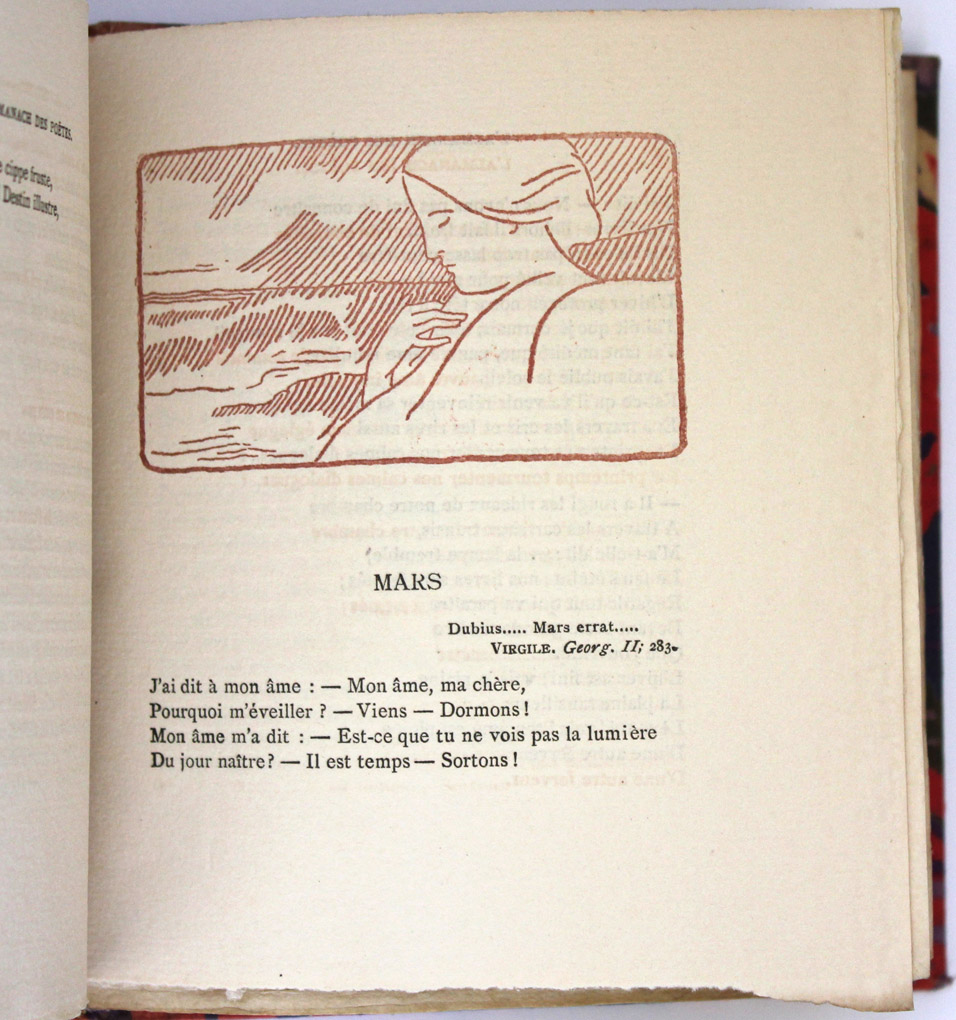 MANACH DES POÈTES.
cippe fruste,
Destin illustre,
MARS
Dubius..... Mars errat.....
VIRGILE. Georg. II; 283.
J'ai dit à mon âme : — Mon âme, ma chère,
Pourquoi m'éveiller ? — Viens — Dormons !
Mon âme m'a dit : — Est-ce que tu ne vois pas la lumière
Du jour naître ? — Il est temps — Sortons !